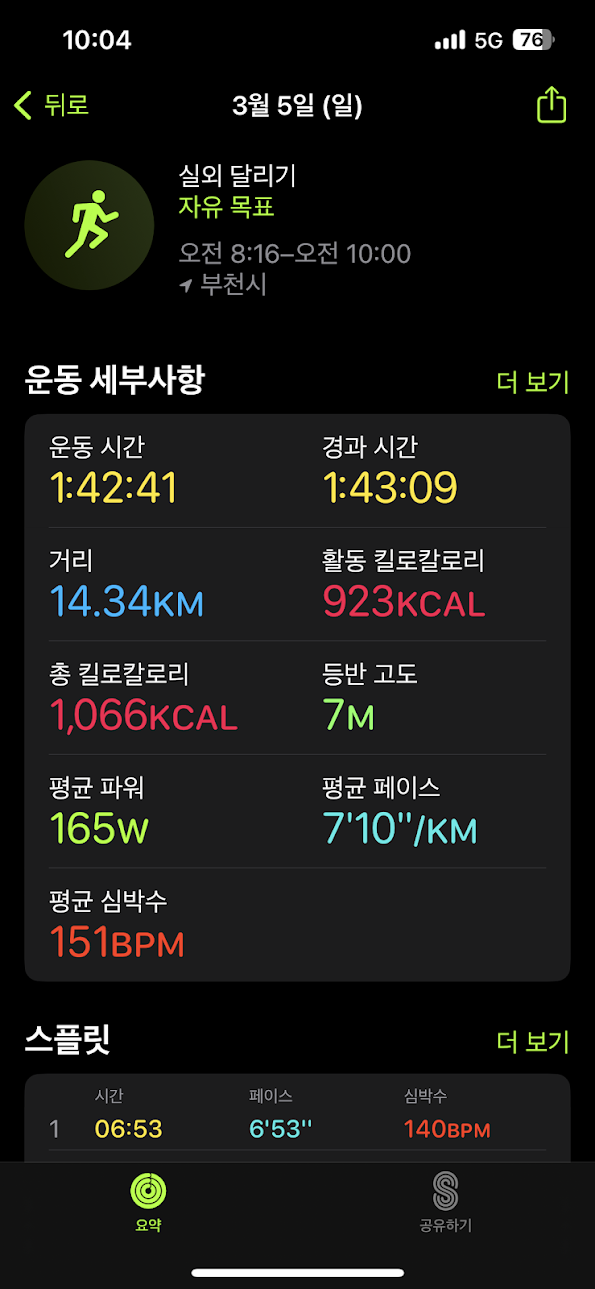 10:04
5G 76
뒤로
3월 5일 (일)
실외 달리기
자유 목표
오전 8:16–오전 10:00
부천시
운동 세부사항
더 보기
운동 시간
경과 시간
1:42:41
1:43:09
거리
활동 킬로칼로리
14.34KM
923KCAL
총 킬로칼로리
등반 고도
1,066KCAL
7M
평균 파워
평균 페이스
165W
7'10"/KM
평균 심박수
151BPM
스플릿
더 보기
시간
페이스
심박수
1
06:53
6'53"
140BPM
요약
공유하기